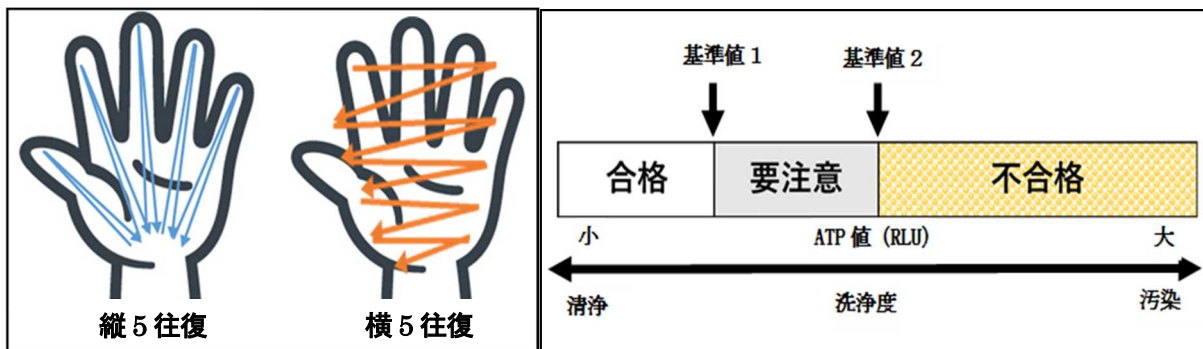 縦5往復
横5往復
基準値1
基準値2
合格
要注意
不合格
小
ATP 値 (RLU)
大
清浄
洗浄度
汚染